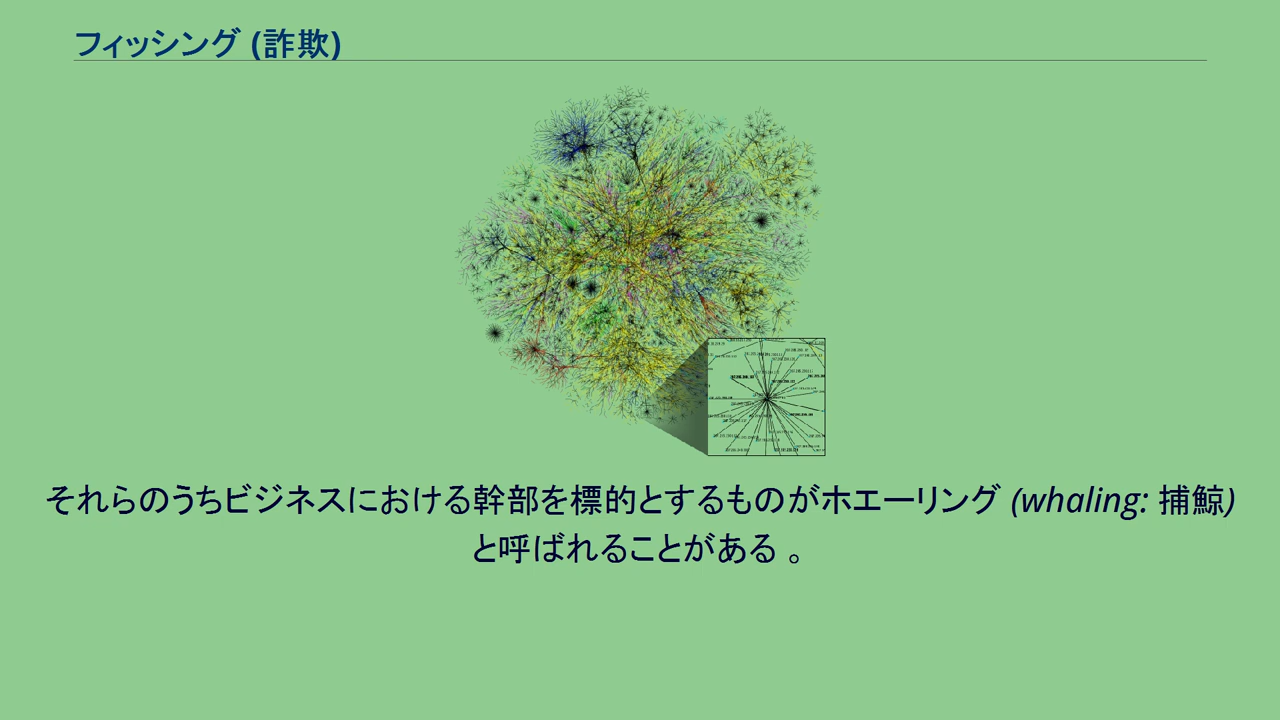 フィッシング (詐欺)
それらのうちビジネスにおける幹部を標的とするものがホエーリング (whaling: 捕鯨)
と呼ばれることがある 。